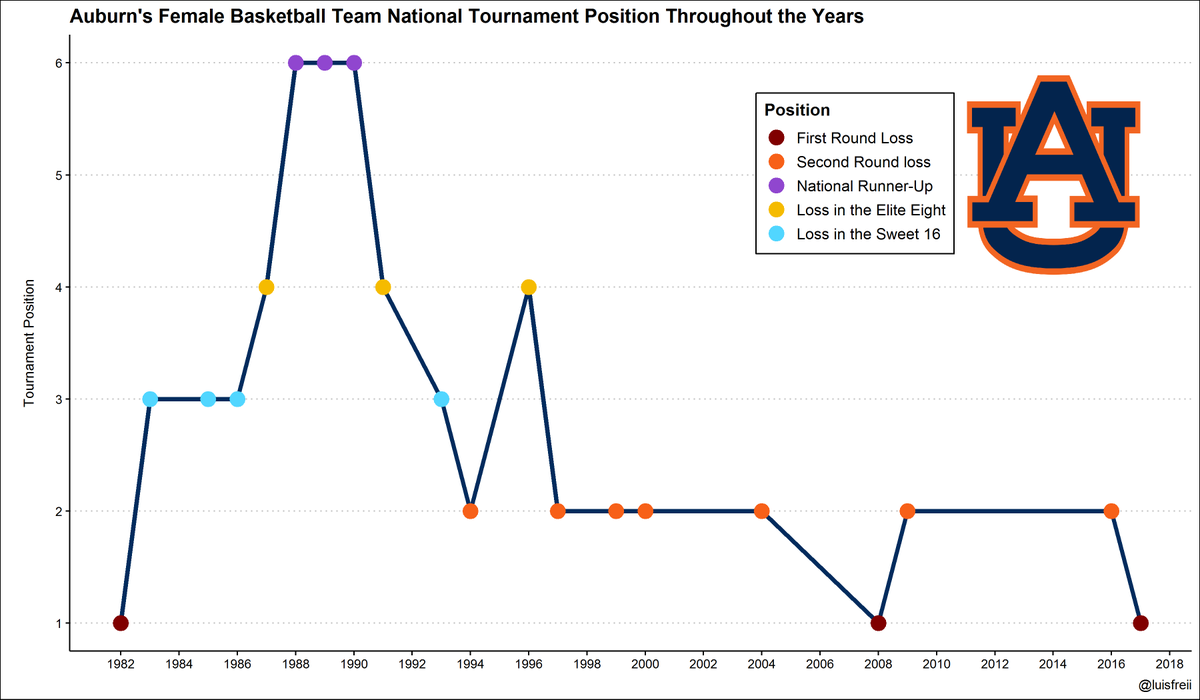 Auburn's Female Basketball Team National Tournament Position Throughout the Years
Tournament Position
6
5
4
3
2
1
Position
First Round Loss
Second Round loss
National Runner-Up
Loss in the Elite Eight
Loss in the Sweet 16
AU
1982 1984 1986 1988 1990 1992 1994 1996 1998 2000 2002 2004 2006 2008 2010 2012 2014 2016 2018
@luisfreii